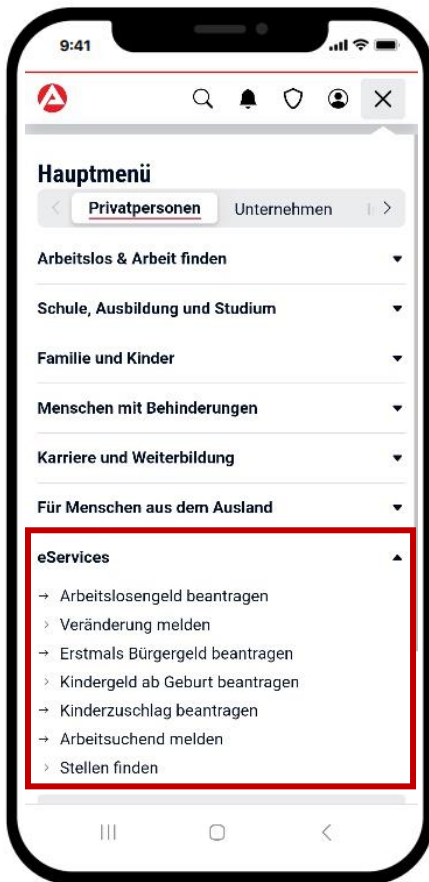 9:41
Hauptmenü
Privatpersonen Unternehmen
Arbeitslos & Arbeit finden
Schule, Ausbildung und Studium
Familie und Kinder
Menschen mit Behinderungen
Karriere und Weiterbildung
Für Menschen aus dem Ausland
eServices
→ Arbeitslosengeld beantragen
> Veränderung melden
→ Erstmals Bürgergeld beantragen
> Kindergeld ab Geburt beantragen
→ Kinderzuschlag beantragen
→ Arbeitsuchend melden
> Stellen finden